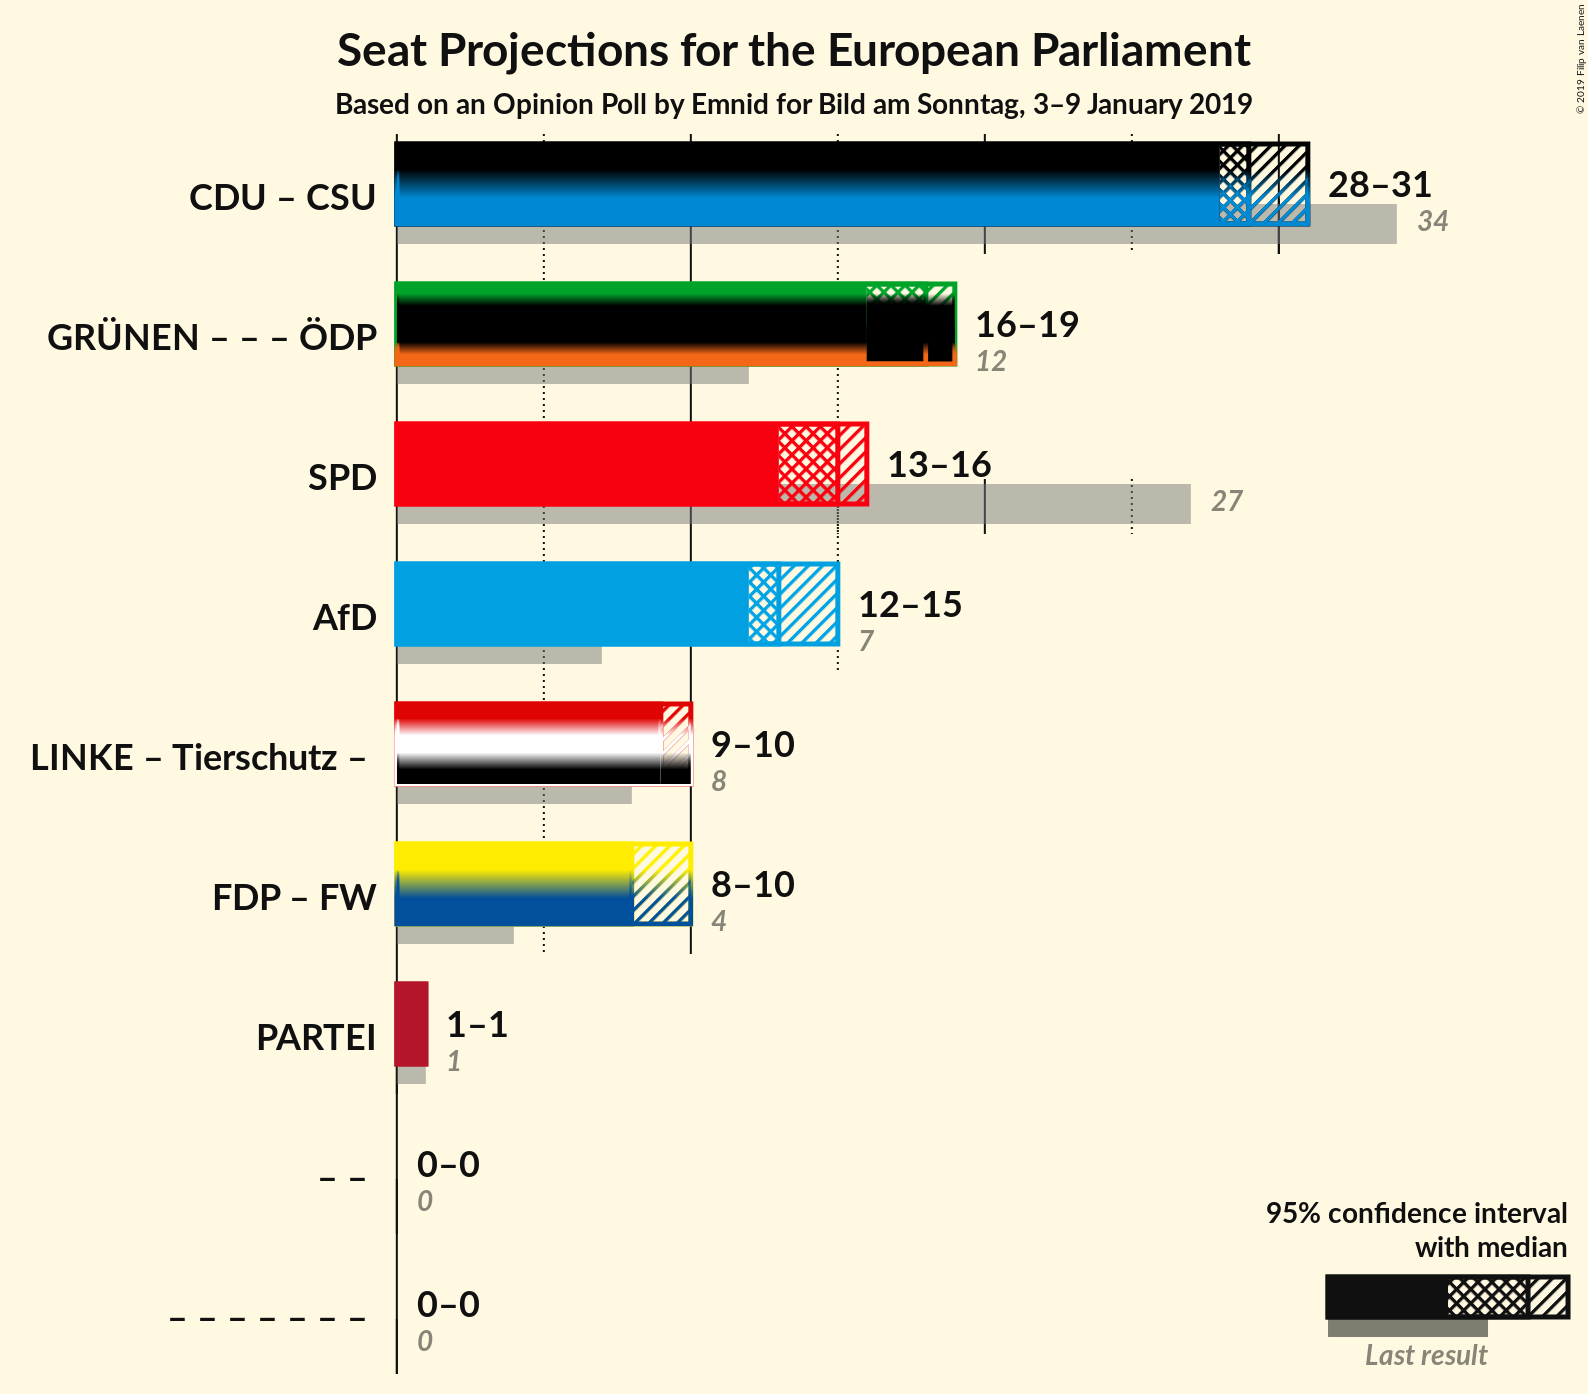 Seat Projections for the European Parliament
Based on an Opinion Poll by Emnid for Bild am Sonntag, 3–9 January 2019
© 2019 Filip van Laenen
CDU – CSU
28–31
34
GRÜNEN – – – ÖDP
16–19
12
SPD
13–16
27
AfD
12–15
7
LINKE – Tierschutz –
9–10
8
FDP – FW
8–10
4
PARTEI
1–1
1
– –
0–0
0
– – – – – – –
0–0
0
95% confidence interval
with median
Last result